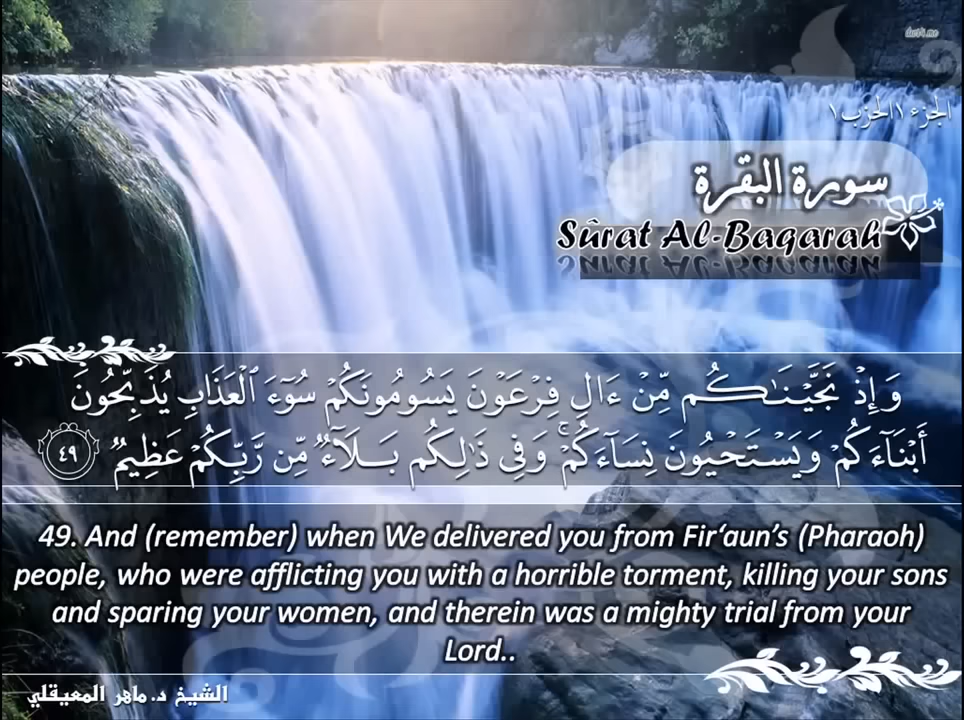 الجزء ١ الحزب ١
سورة البقرة
Sûrat Al-Baqarah
وَإِذْ نَجَّيْنَـٰكُم مِّنْ ءَالِ فِرْعَوْنَ يَسُومُونَكُمْ سُوٓءَ ٱلْعَذَابِ يُذَبِّحُونَ
أَبْنَآءَكُمْ وَيَسْتَحْيُونَ نِسَآءَكُمْ ۚ وَفِى ذَٰلِكُم بَـلَآءٌ مِّن رَّبِّكُمْ عَظِيمٌ ٤٩
49. And (remember) when We delivered you from Fir‘aun’s (Pharaoh)
people, who were afflicting you with a horrible torment, killing your sons
and sparing your women, and therein was a mighty trial from your
Lord..
الشيخ د. ماهر المعيقلي